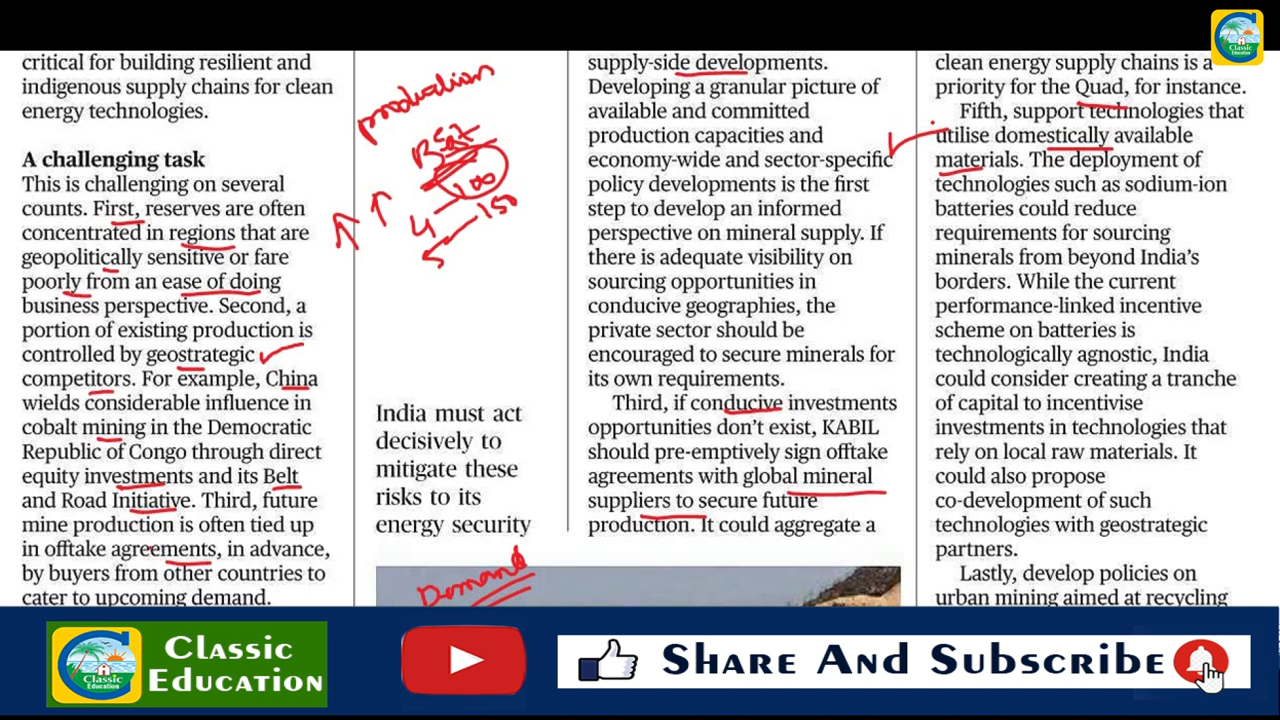 critical for building resilient and
indigenous supply chains for clean
energy technologies.
A challenging task
This is challenging on several
counts. First, reserves are often
concentrated in regions that are
geopolitically sensitive or fare
poorly from an ease of doing
business perspective. Second, a
portion of existing production is
controlled by geostrategic
competitors. For example, China
wields considerable influence in
cobalt mining in the Democratic
Republic of Congo through direct
equity investments and its Belt
and Road Initiative. Third, future
mine production is often tied up
in offtake agreements, in advance,
by buyers from other countries to
cater to upcoming demand.
production
100
4 150
5
India must act
decisively to
mitigate these
risks to its
energy security
Demand
supply-side developments.
Developing a granular picture of
available and committed
production capacities and
economy-wide and sector-specific
policy developments is the first
step to develop an informed
perspective on mineral supply. If
there is adequate visibility on
sourcing opportunities in
conducive geographies, the
private sector should be
encouraged to secure minerals for
its own requirements.
Third, if conducive investments
opportunities don't exist, KABIL
should pre-emptively sign offtake
agreements with global mineral
suppliers to secure future
production. It could aggregate a
clean energy supply chains is a
priority for the Quad, for instance.
Fifth, support technologies that
utilise domestically available
materials. The deployment of
technologies such as sodium-ion
batteries could reduce
requirements for sourcing
minerals from beyond India's
borders. While the current
performance-linked incentive
scheme on batteries is
technologically agnostic, India
could consider creating a tranche
of capital to incentivise
investments in technologies that
rely on local raw materials. It
could also propose
co-development of such
technologies with geostrategic
partners.
Lastly, develop policies on
urban mining aimed at recycling
Classic
Education
Classic
Education
Classic
Education
Share And Subscribe